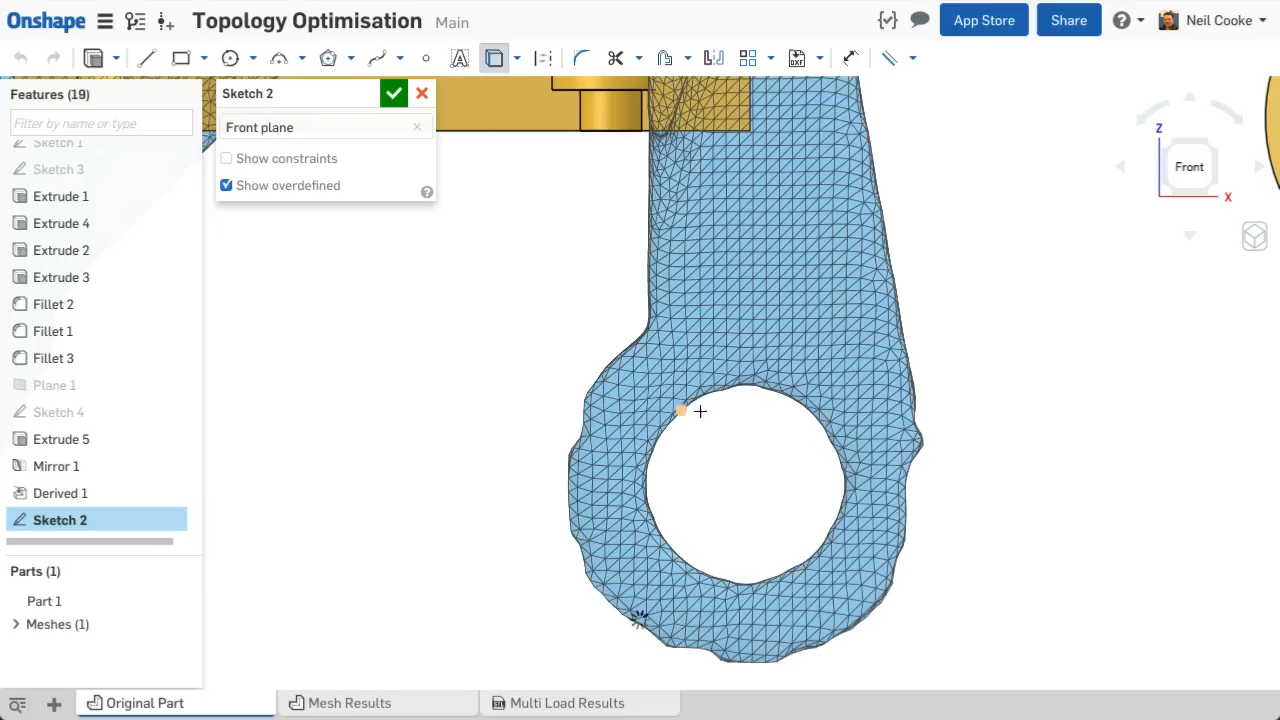 Onshape Topology Optimisation Main App Store Share Neil Cooke
Features (19)
Filter by name or type
Sketch 1
Sketch 3
Extrude 1
Extrude 4
Extrude 2
Extrude 3
Fillet 2
Fillet 1
Fillet 3
Plane 1
Sketch 4
Extrude 5
Mirror 1
Derived 1
Sketch 2
Parts (1)
Part 1
Meshes (1)
Sketch 2
Front plane
Show constraints
Show overdefined
Z
Front
X
Original Part Mesh Results Multi Load Results